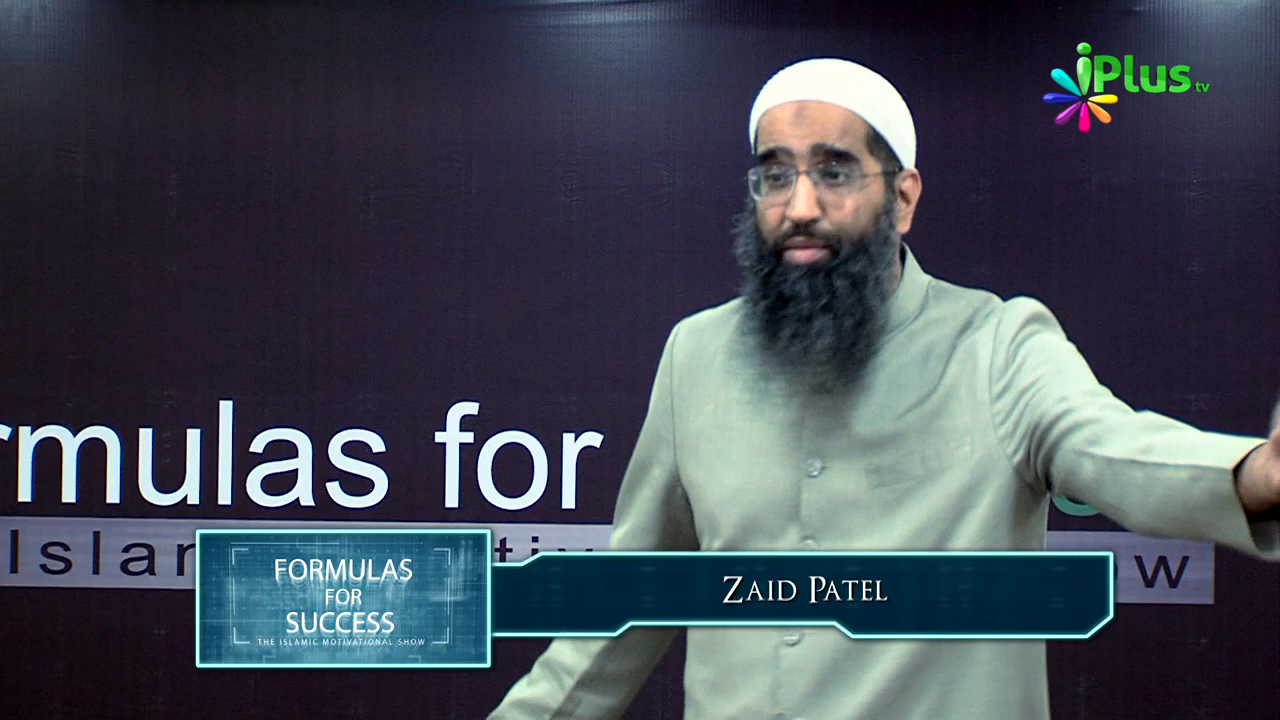 iPlus tv
rmulas for
Islam
FORMULAS
FOR
SUCCESS
THE ISLAMIC MOTIVATIONAL SHOW
ZAID PATEL